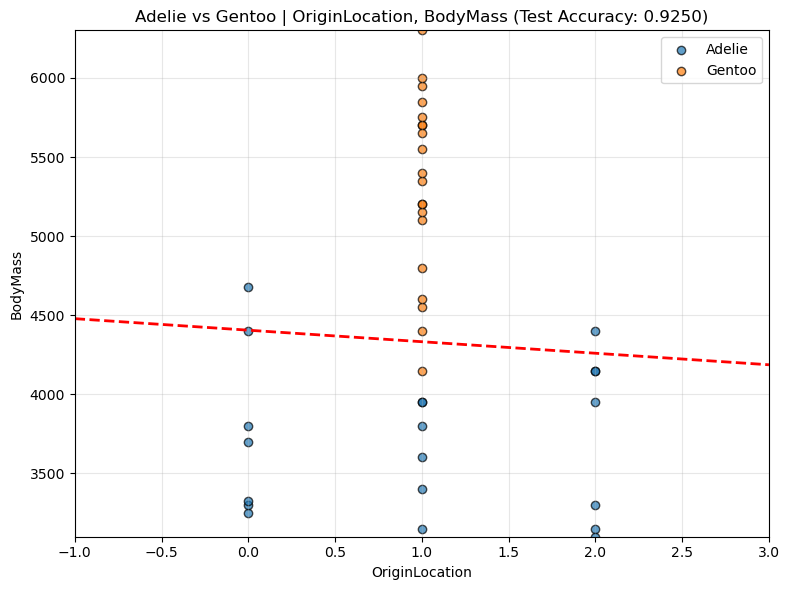 Adelie vs Gentoo | OriginLocation, BodyMass (Test Accuracy: 0.9250)
Adelie
Gentoo
6000
5500
5000
4500
4000
3500
BodyMass
−1.0 −0.5 0.0 0.5 1.0 1.5 2.0 2.5 3.0
OriginLocation